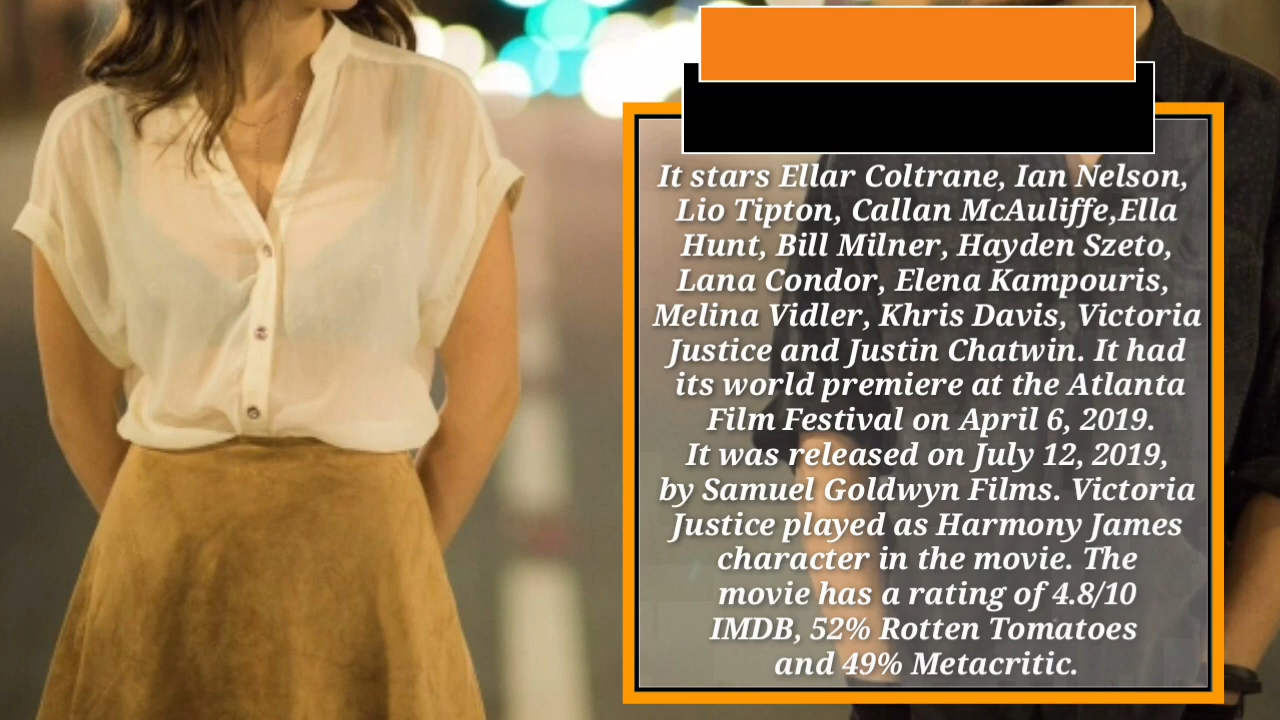 It stars Ellar Coltrane, Ian Nelson,
Lio Tipton, Callan McAuliffe,Ella
Hunt, Bill Milner, Hayden Szeto,
Lana Condor, Elena Kampouris,
Melina Vidler, Khris Davis, Victoria
Justice and Justin Chatwin. It had
its world premiere at the Atlanta
Film Festival on April 6, 2019.
It was released on July 12, 2019,
by Samuel Goldwyn Films. Victoria
Justice played as Harmony James
character in the movie. The
movie has a rating of 4.8/10
IMDB, 52% Rotten Tomatoes
and 49% Metacritic.